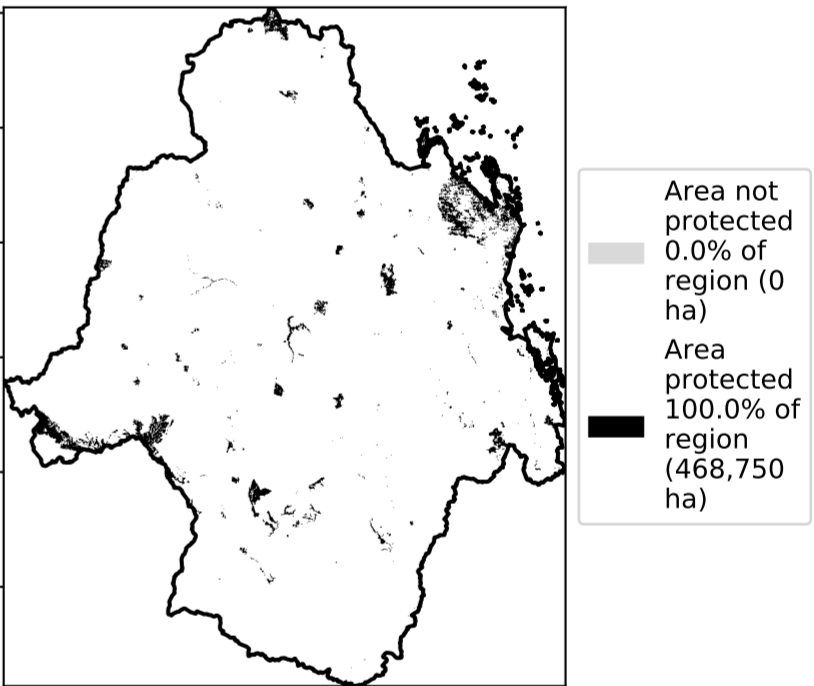 Area not
protected
0.0% of
region (0
ha)
Area
protected
100.0% of
region
(468,750
ha)